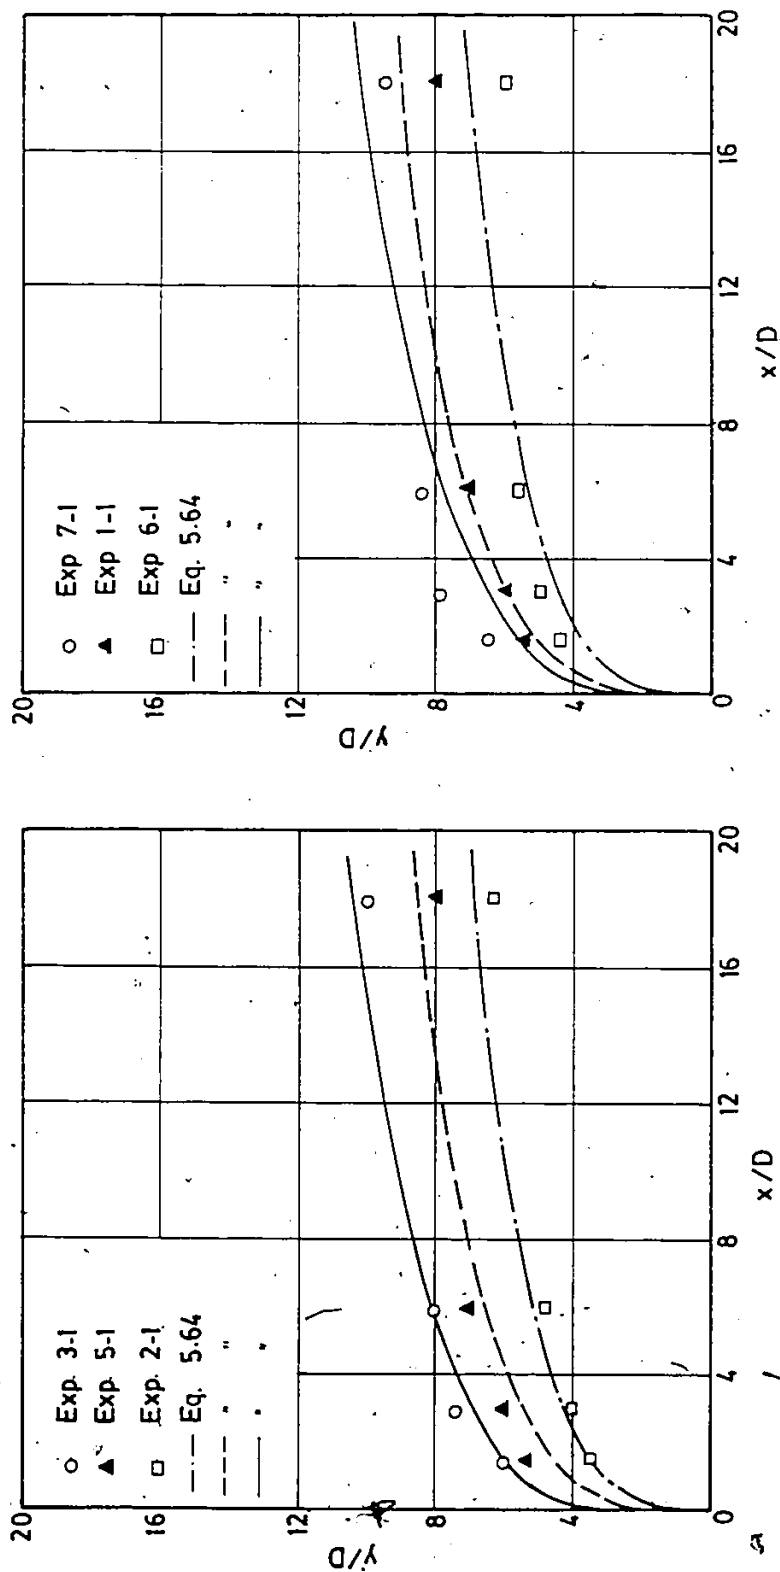 20
16
12
8
4
0
y/D
○ Exp. 3-1
▲ Exp. 5-1
□ Exp. 2-1
—·— Eq. 5.64
--- "
—— "
4
8
12
16
20
x/D
20
16
12
8
4
0
y/D
○ Exp 7-1
▲ Exp 1-1
□ Exp 6-1
—·— Eq. 5.64
--- "
—— "
4
8
12
16
20
x/D